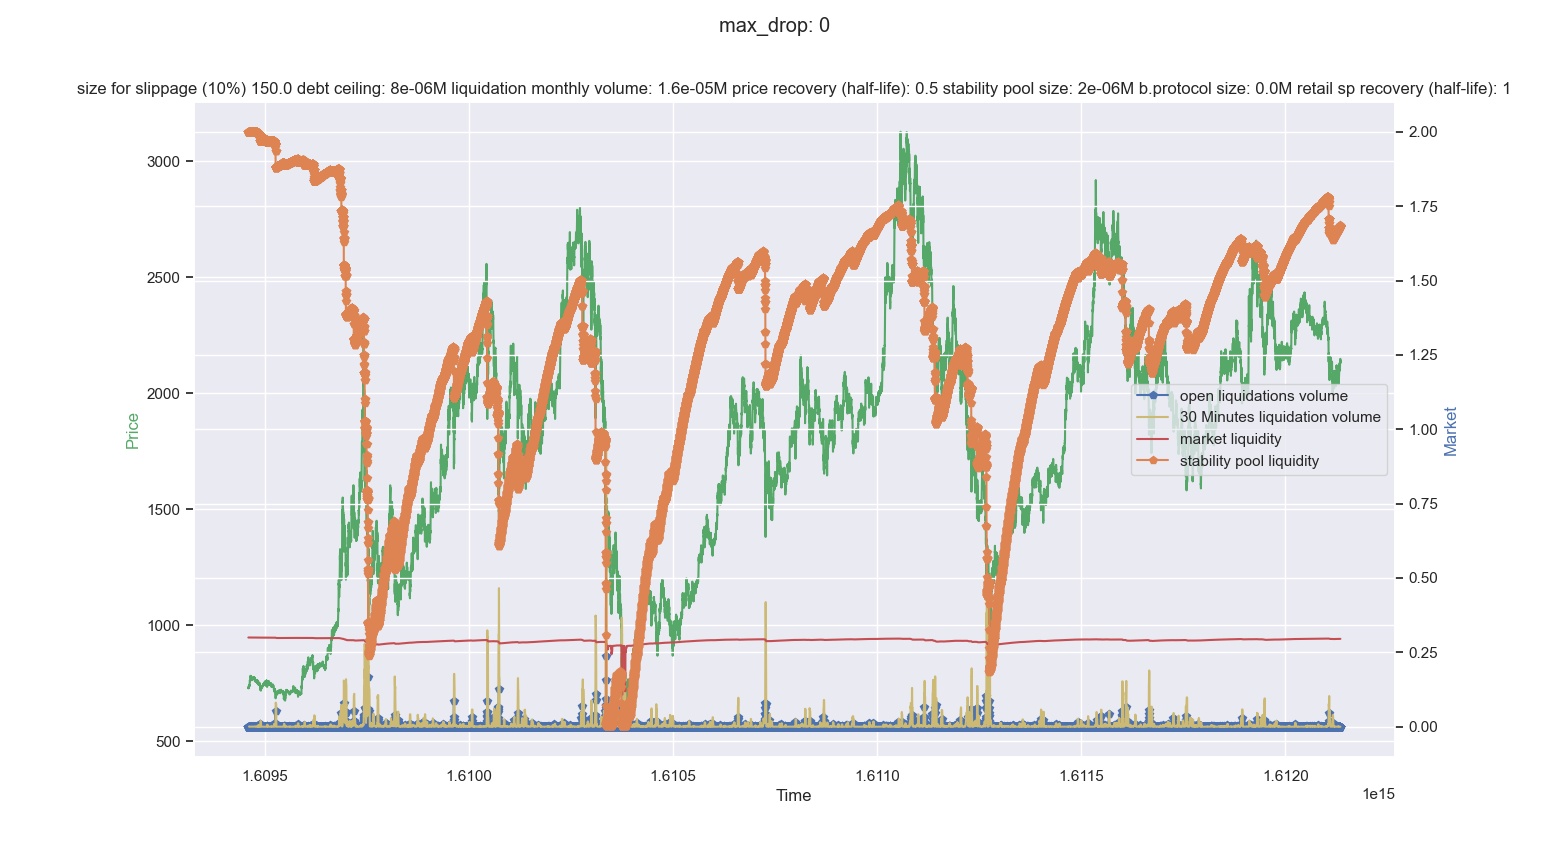 max_drop: 0
size for slippage (10%) 150.0 debt ceiling: 8e-06M liquidation monthly volume: 1.6e-05M price recovery (half-life): 0.5 stability pool size: 2e-06M b.protocol size: 0.0M retail sp recovery (half-life): 1
3000
2500
2000
1500
1000
500
Price
2.00
1.75
1.50
1.25
1.00
0.75
0.50
0.25
0.00
Market
open liquidations volume
30 Minutes liquidation volume
market liquidity
stability pool liquidity
1.6095 1.6100 1.6105 1.6110 1.6115 1.6120
1e15
Time